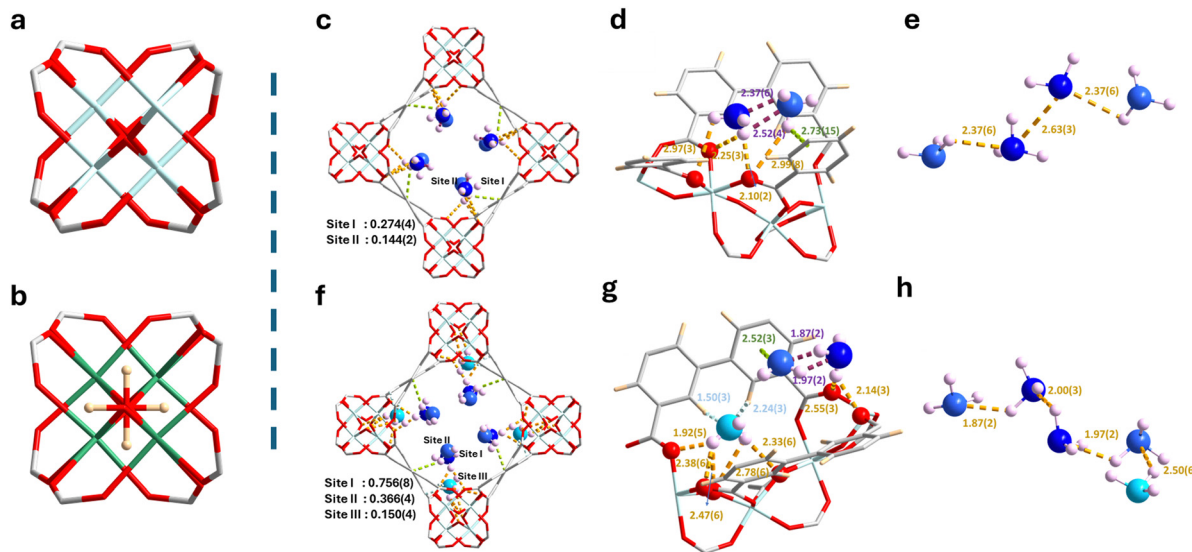 a
c
d
e
Site II
Site I
Site I : 0.274(4)
Site II : 0.144(2)
2.37(6)
2.52(4)
2.73(15)
2.97(3)
2.25(3)
2.99(8)
2.10(2)
2.37(6)
2.37(6)
2.63(3)
b
f
g
h
Site II
Site I
Site III
Site I : 0.756(8)
Site II : 0.366(4)
Site III : 0.150(4)
2.52(3)
1.87(2)
1.97(2)
2.14(3)
1.50(3)
2.24(3)
2.55(3)
1.92(5)
2.33(6)
2.38(6)
2.78(6)
2.47(6)
2.00(3)
1.87(2)
1.97(2)
2.50(6